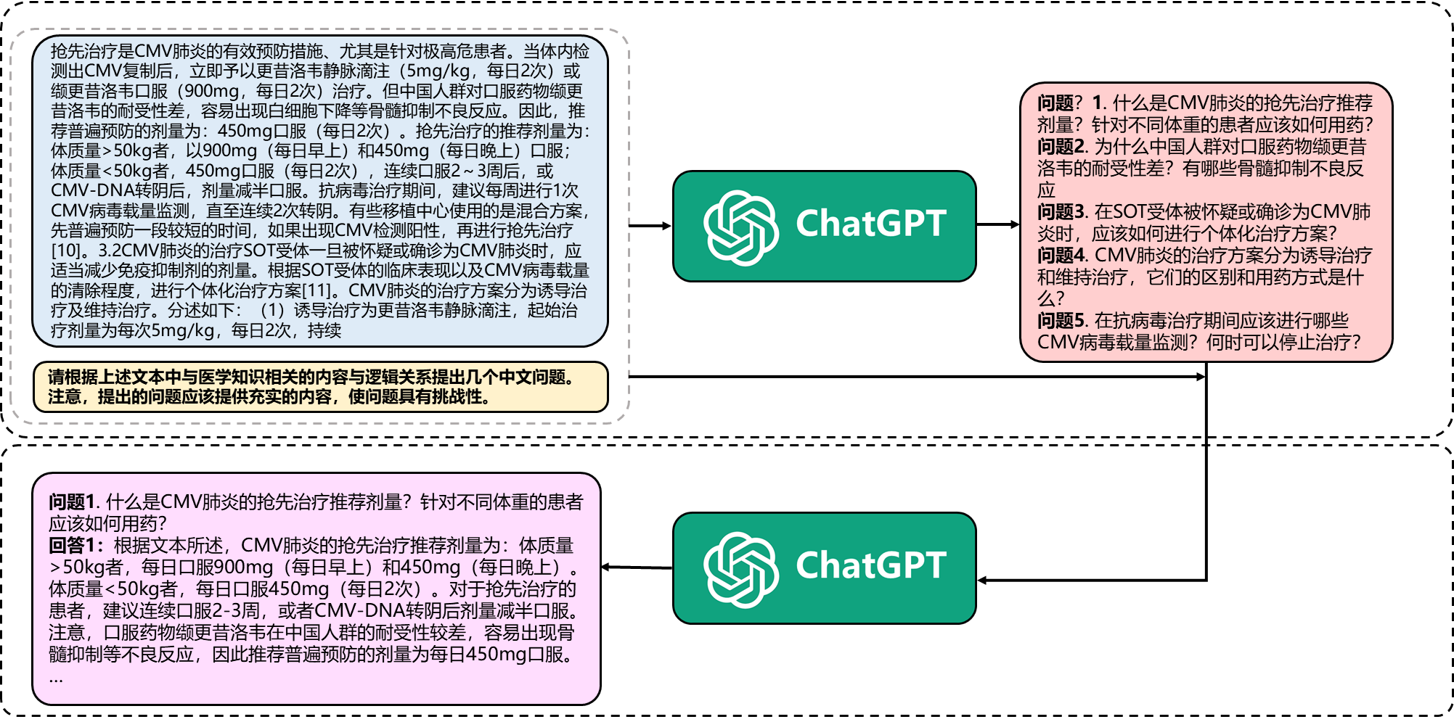 抢先治疗是CMV肺炎的有效预防措施、尤其是针对极高危患者。当体内检
测出CMV复制后，立即予以更昔洛韦静脉滴注（5mg/kg，每日2次）或
缬更昔洛韦口服（900mg，每日2次）治疗。但中国人群对口服药物缬更
昔洛韦的耐受性差，容易出现白细胞下降等骨髓抑制不良反应。因此，推
荐普遍预防的剂量为：450mg口服（每日2次）。抢先治疗的推荐剂量为：
体质量>50kg者，以900mg（每日早上）和450mg（每日晚上）口服；
体质量<50kg者，450mg口服（每日2次），连续口服2～3周后，或
CMV-DNA转阴后，剂量减半口服。抗病毒治疗期间，建议每周进行1次
CMV病毒载量监测，直至连续2次转阴。有些移植中心使用的是混合方案，
先普遍预防一段较短的时间，如果出现CMV检测阳性，再进行抢先治疗
[10]。3.2CMV肺炎的治疗SOT受体一旦被怀疑或确诊为CMV肺炎时，应
适当减少免疫抑制剂的剂量。根据SOT受体的临床表现以及CMV病毒载量
的清除程度，进行个体化治疗方案[11]。CMV肺炎的治疗方案分为诱导治
疗及维持治疗。分述如下：（1）诱导治疗为更昔洛韦静脉滴注，起始治
疗剂量为每次5mg/kg，每日2次，持续
请根据上述文本中与医学知识相关的内容与逻辑关系提出几个中文问题。
注意，提出的问题应该提供充实的内容，使问题具有挑战性。
ChatGPT
问题？1. 什么是CMV肺炎的抢先治疗推荐
剂量？针对不同体重的患者应该如何用药？
问题2. 为什么中国人群对口服药物缬更昔
洛韦的耐受性差？有哪些骨髓抑制不良反
应
问题3. 在SOT受体被怀疑或确诊为CMV肺
炎时，应该如何进行个体化治疗方案？
问题4. CMV肺炎的治疗方案分为诱导治疗
和维持治疗，它们的区别和用药方式是什
么？
问题5. 在抗病毒治疗期间应该进行哪些
CMV病毒载量监测？何时可以停止治疗？
问题1. 什么是CMV肺炎的抢先治疗推荐剂量？针对不同体重的患者
应该如何用药？
回答1：根据文本所述，CMV肺炎的抢先治疗推荐剂量为：体质量
>50kg者，每日口服900mg（每日早上）和450mg（每日晚上）。
体质量<50kg者，每日口服450mg（每日2次）。对于抢先治疗的
患者，建议连续口服2-3周，或者CMV-DNA转阴后剂量减半口服。
注意，口服药物缬更昔洛韦在中国人群的耐受性较差，容易出现骨
髓抑制等不良反应，因此推荐普遍预防的剂量为每日450mg口服。
...
ChatGPT